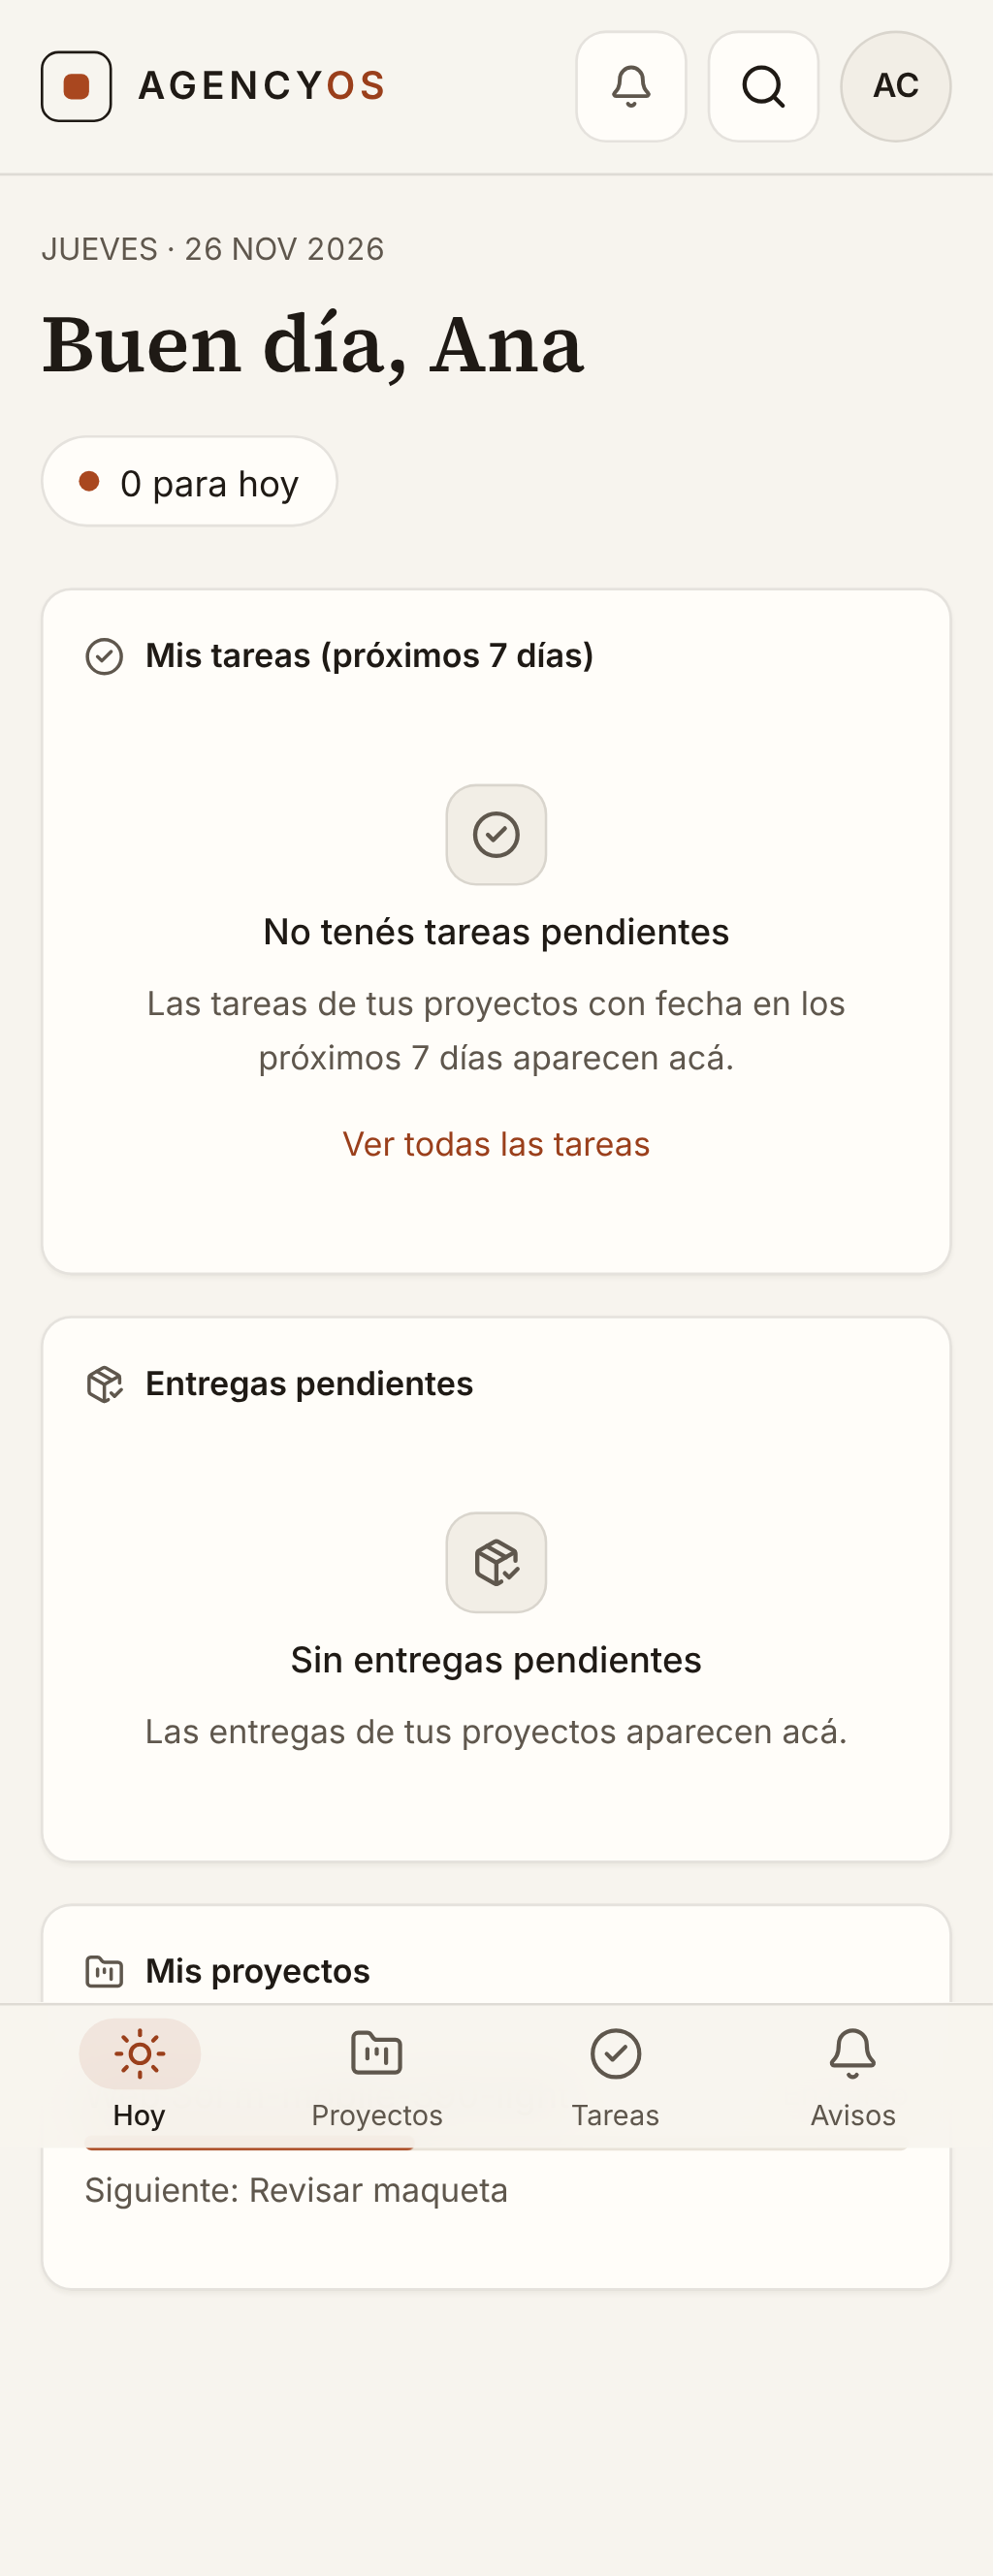 AGENCYOS
AC
JUEVES · 26 NOV 2026
Buen día, Ana
0 para hoy
Mis tareas (próximos 7 días)
No tenés tareas pendientes
Las tareas de tus proyectos con fecha en los
próximos 7 días aparecen acá.
Ver todas las tareas
Entregas pendientes
Sin entregas pendientes
Las entregas de tus proyectos aparecen acá.
Mis proyectos
Hoy
Proyectos
Tareas
Avisos
Siguiente: Revisar maqueta